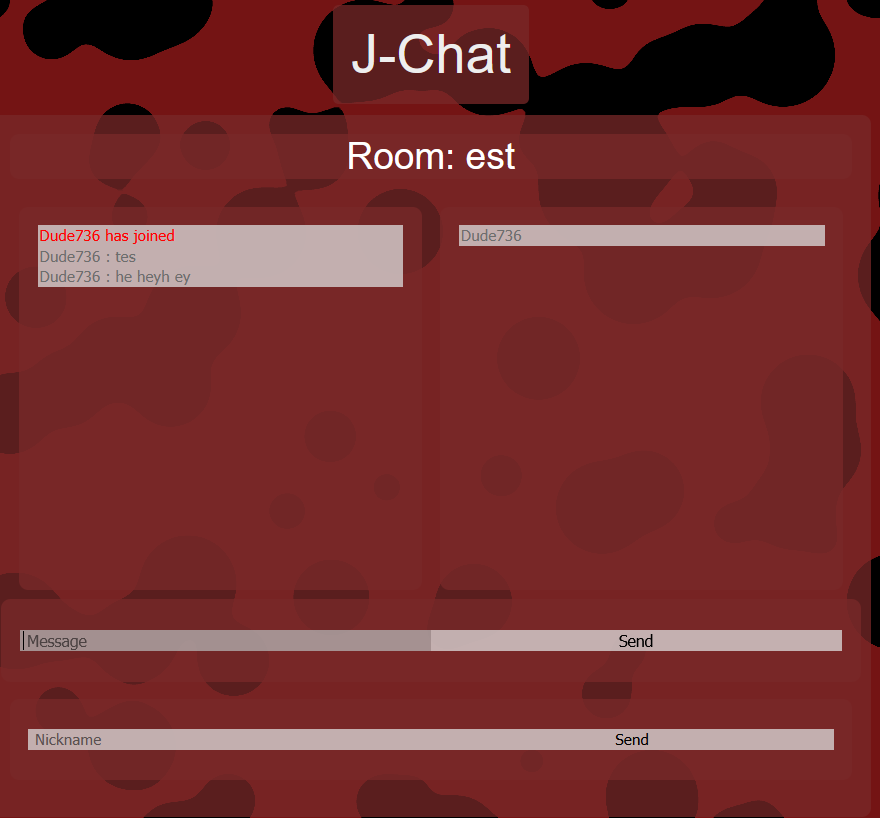 J-Chat
Room: est
Dude736 has joined
Dude736 : tes
Dude736 : he heyh ey
Dude736
Message
Send
Nickname
Send